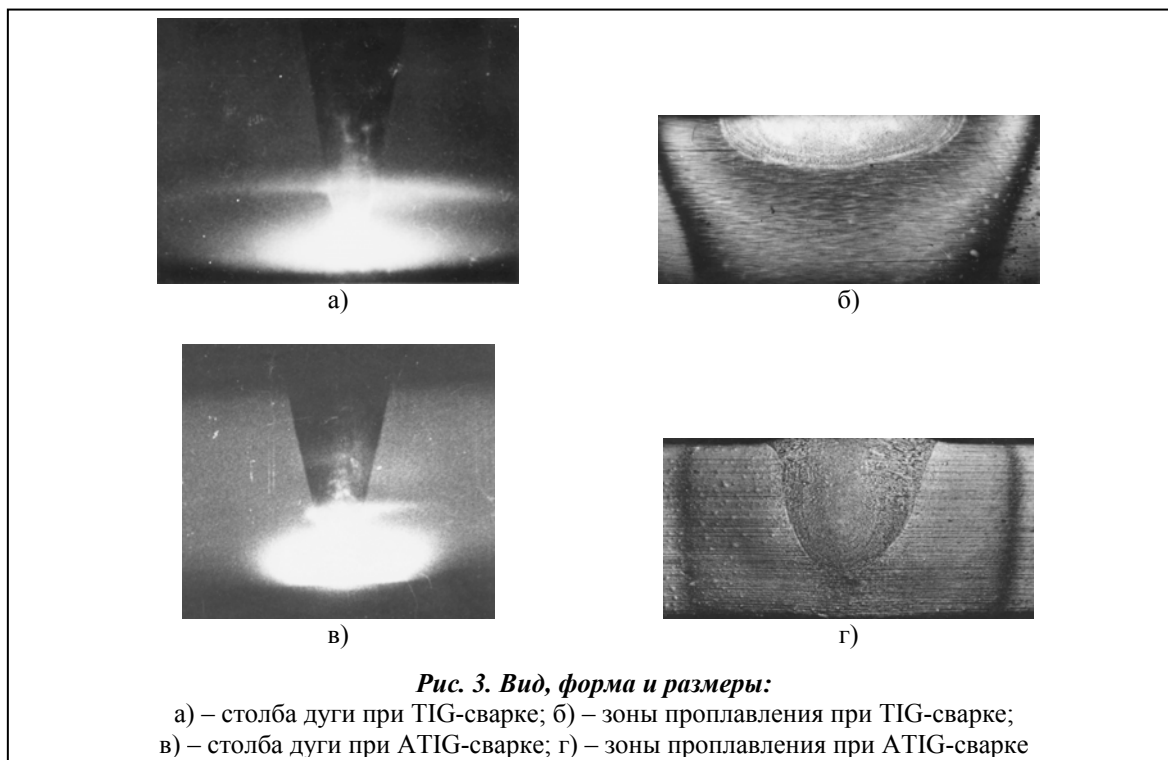 а)
б)
в)
г)
Рис. 3. Вид, форма и размеры:
а) – столба дуги при TIG-сварке; б) – зоны проплавления при TIG-сварке;
в) – столба дуги при ATIG-сварке; г) – зоны проплавления при ATIG-сварке